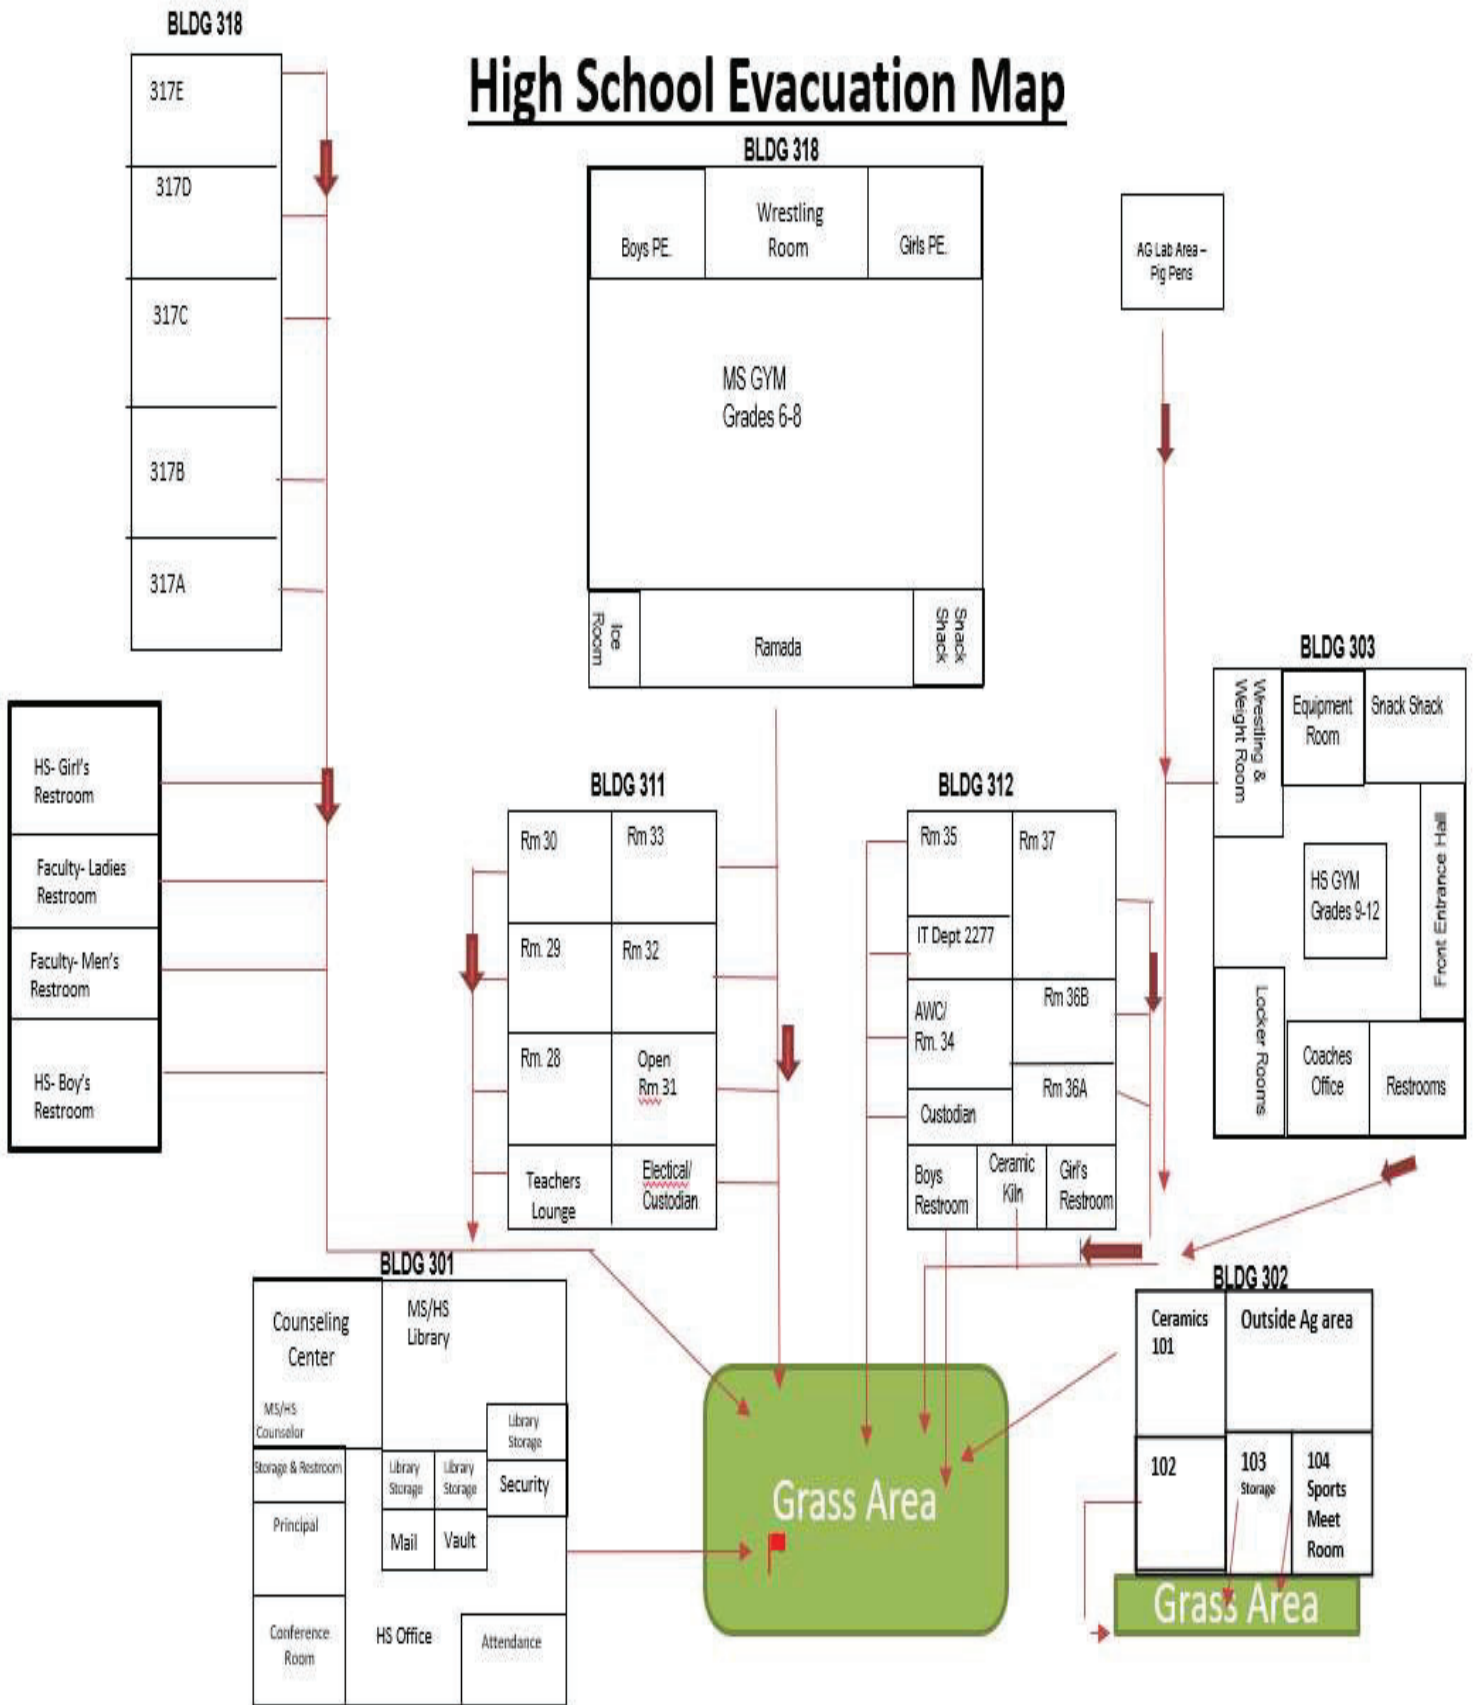 BLDG 318
High School Evacuation Map
317E
317D
317C
317B
317A
BLDG 318
Boys PE.
Wrestling
Room
Girls PE.
MS GYM
Grades 6-8
Ice
Room
Ramada
Snack
Shack
AG Lab Area –
Pig Pens
BLDG 303
Wrestling &
Weight Room
Equipment
Room
Snack Shack
HS GYM
Grades 9-12
Front Entrance Hall
Locker Rooms
Coaches
Office
Restrooms
HS- Girl's
Restroom
Faculty- Ladies
Restroom
Faculty- Men's
Restroom
HS- Boy's
Restroom
BLDG 311
Rm 30
Rm 33
Rm. 29
Rm 32
Rm. 28
Open
Rm 31
Teachers
Lounge
Electical/
Custodian
BLDG 312
Rm 35
Rm 37
IT Dept 2277
AWC/
Rm. 34
Rm 36B
Rm 36A
Custodian
Boys
Restroom
Ceramic
Kiln
Girl's
Restroom
BLDG 301
Counseling
Center
MS/HS
Counselor
MS/HS
Library
Library
Storage
Storage & Restroom
Library
Storage
Library
Storage
Security
Principal
Mail
Vault
Conference
Room
HS Office
Attendance
Grass Area
BLDG 302
Ceramics
101
Outside Ag area
102
103
Storage
104
Sports
Meet
Room
Grass Area